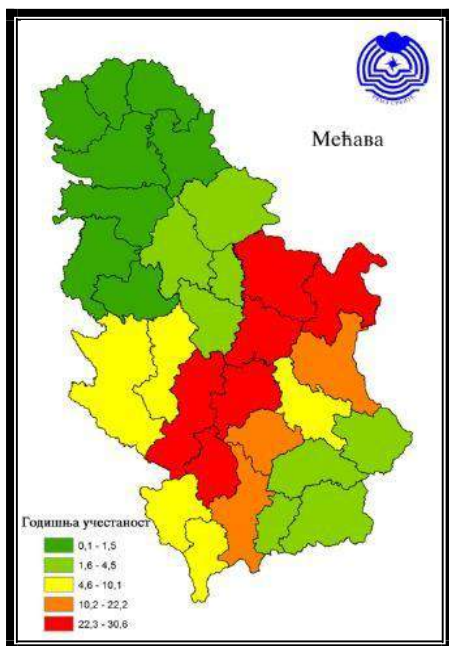 Мећава
Годишња учестаност
0,1 - 1,5
1,6 - 4,5
4,6 - 10,1
10,2 - 22,2
22,3 - 30,6